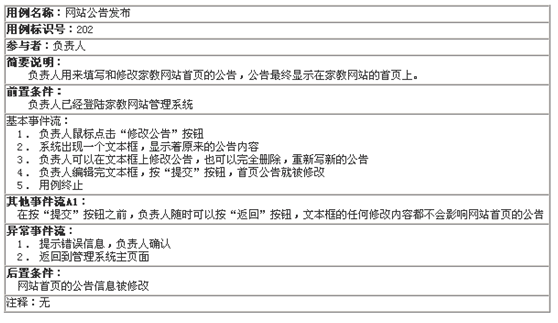 用例名称：网站公告发布
用例标识号：202
参与者：负责人
简要说明：
负责人用来填写和修改家教网站首页的公告，公告最终显示在家教网站的首页上。
前置条件：
负责人已经登陆家教网站管理系统
基本事件流：
1. 负责人鼠标点击“修改公告”按钮
2. 系统出现一个文本框，显示着原来的公告内容
3. 负责人可以在文本框上修改公告，也可以完全删除，重新写新的公告
4. 负责人编辑完文本框，按“提交”按钮，首页公告就被修改
5. 用例终止
其他事件流A1：
在按“提交”按钮之前，负责人随时可以按“返回”按钮，文本框的任何修改内容都不会影响网站首页的公告
异常事件流：
1. 提示错误信息，负责人确认
2. 返回到管理系统主页面
后置条件：
网站首页的公告信息被修改
注释：无